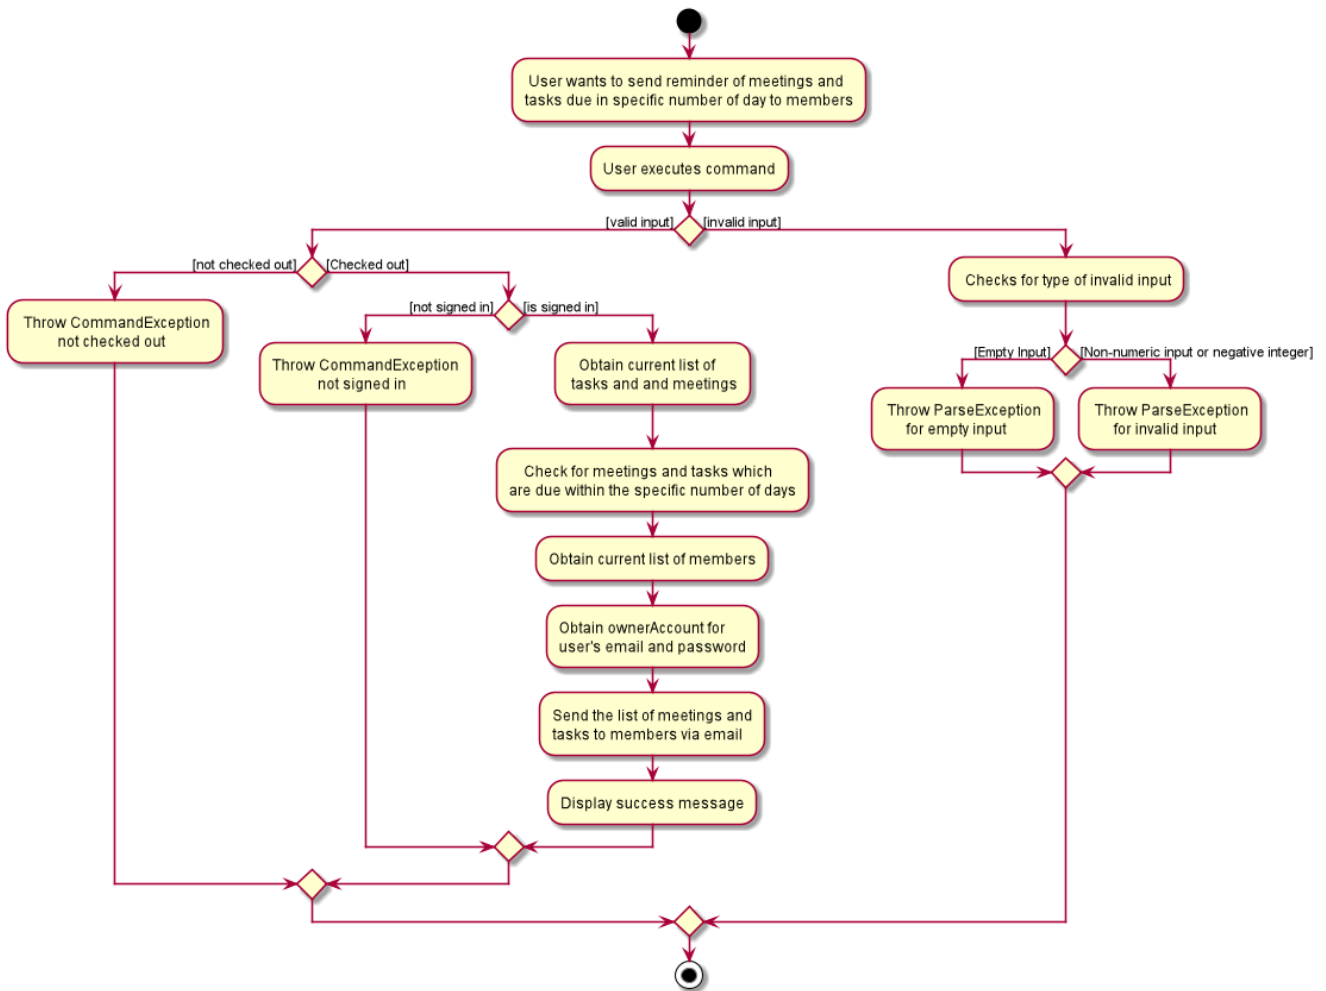 User wants to send reminder of meetings and
tasks due in specific number of day to members
User executes command
[valid input]
[invalid input]
[not checked out]
[Checked out]
Checks for type of invalid input
Throw CommandException
not checked out
[not signed in]
[is signed in]
Throw CommandException
not signed in
Obtain current list of
tasks and and meetings
[Empty Input]
[Non-numeric input or negative integer]
Throw ParseException
for empty input
Throw ParseException
for invalid input
Check for meetings and tasks which
are due within the specific number of days
Obtain current list of members
Obtain ownerAccount for
user's email and password
Send the list of meetings and
tasks to members via email
Display success message